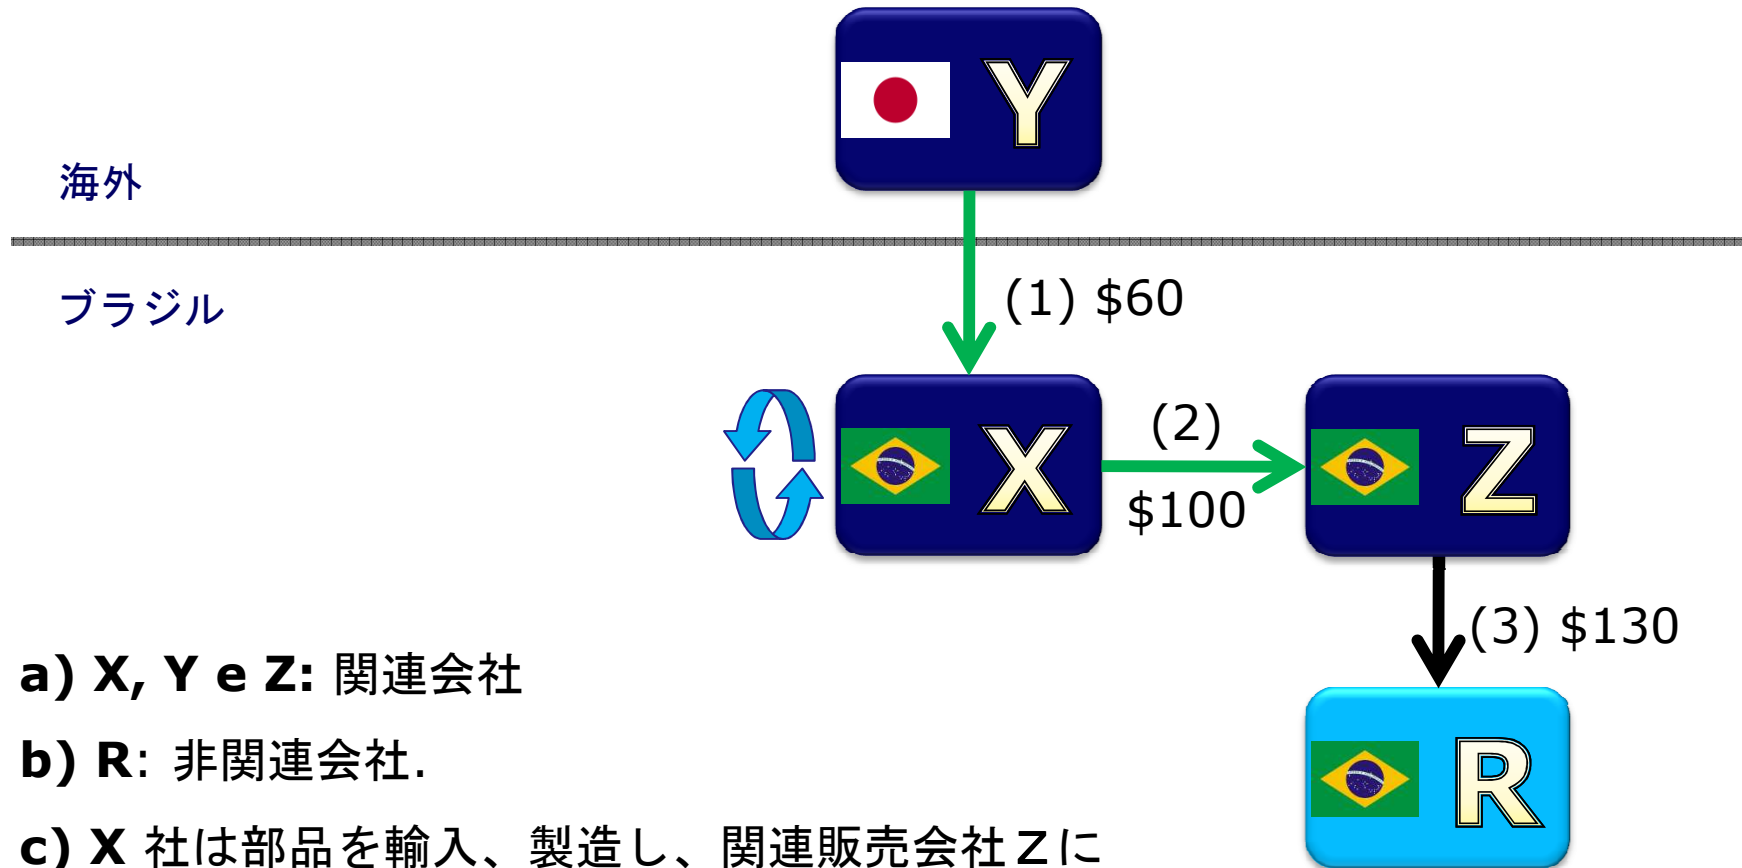 Y
海外
ブラジル
(1) $60
X
(2)
$100
Z
(3) $130
a) X, Y e Z: 関連会社
b) R: 非関連会社.
R
c) X 社は部品を輸入、製造し、関連販売会社Zに